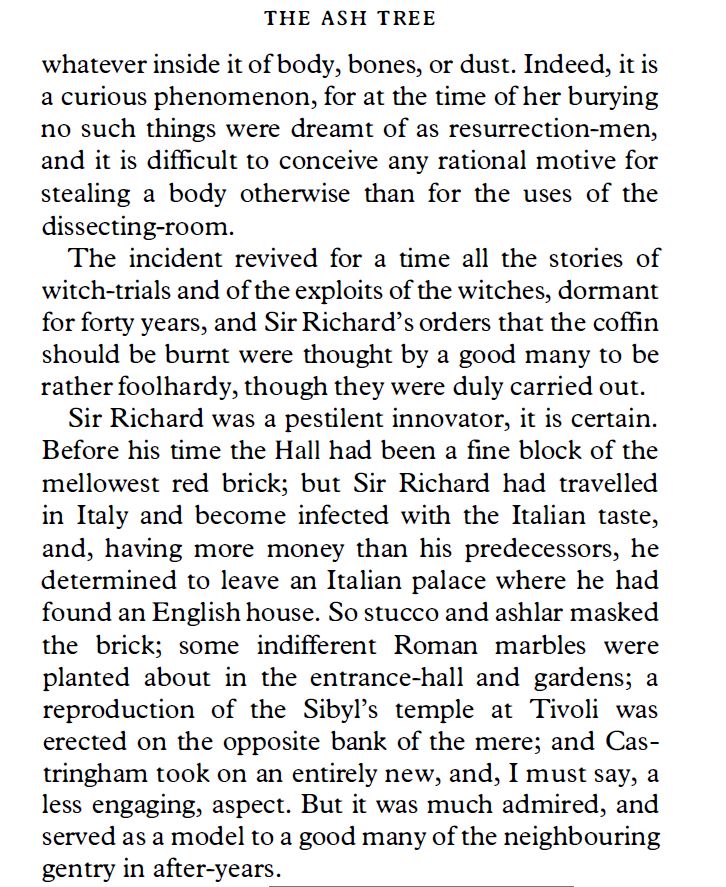 THE ASH TREE
whatever inside it of body, bones, or dust. Indeed, it is
a curious phenomenon, for at the time of her burying
no such things were dreamt of as resurrection-men,
and it is difficult to conceive any rational motive for
stealing a body otherwise than for the uses of the
dissecting-room.
The incident revived for a time all the stories of
witch-trials and of the exploits of the witches, dormant
for forty years, and Sir Richard's orders that the coffin
should be burnt were thought by a good many to be
rather foolhardy, though they were duly carried out.
Sir Richard was a pestilent innovator, it is certain.
Before his time the Hall had been a fine block of the
mellowest red brick; but Sir Richard had travelled
in Italy and become infected with the Italian taste,
and, having more money than his predecessors, he
determined to leave an Italian palace where he had
found an English house. So stucco and ashlar masked
the brick; some indifferent Roman marbles were
planted about in the entrance-hall and gardens; a
reproduction of the Sibyl's temple at Tivoli was
erected on the opposite bank of the mere; and Cas-
tringham took on an entirely new, and, I must say, a
less engaging, aspect. But it was much admired, and
served as a model to a good many of the neighbouring
gentry in after-years.